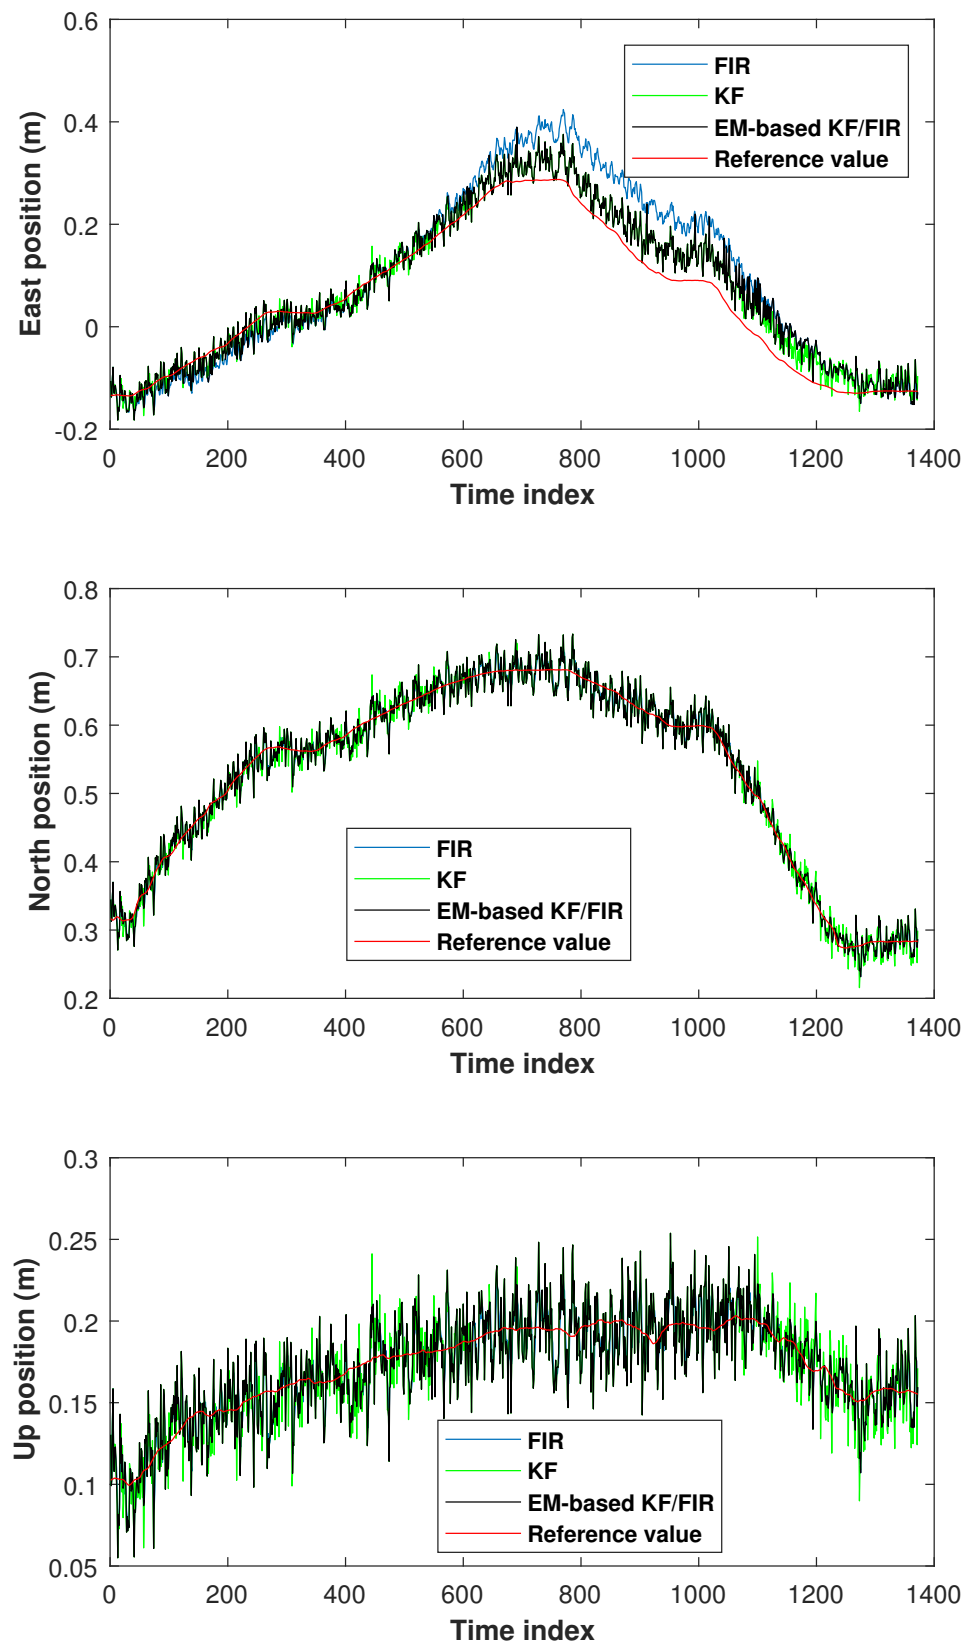 0.6
0.4
0.2
0
-0.2
East position (m)
FIR
KF
EM-based KF/FIR
Reference value
0 200 400 600 800 1000 1200 1400
Time index
0.8
0.7
0.6
0.5
0.4
0.3
0.2
North position (m)
FIR
KF
EM-based KF/FIR
Reference value
0 200 400 600 800 1000 1200 1400
Time index
0.3
0.25
0.2
0.15
0.1
0.05
Up position (m)
FIR
KF
EM-based KF/FIR
Reference value
0 200 400 600 800 1000 1200 1400
Time index